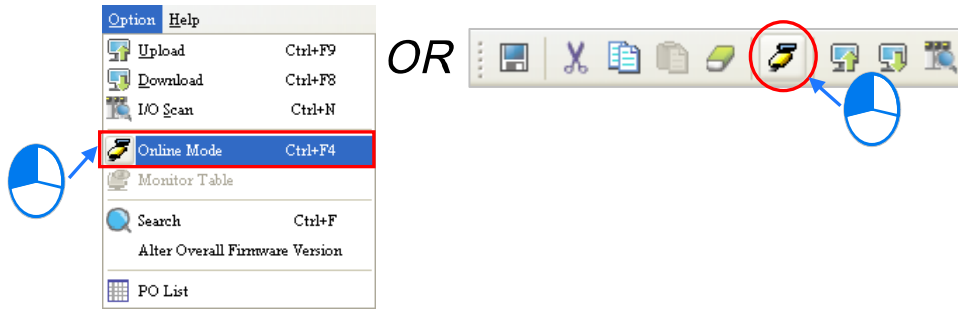 Option Help
Upload Ctrl+F9
Download Ctrl+F8
I/O Scan Ctrl+N
Online Mode Ctrl+F4
Monitor Table
Search Ctrl+F
Alter Overall Firmware Version
PO List
OR